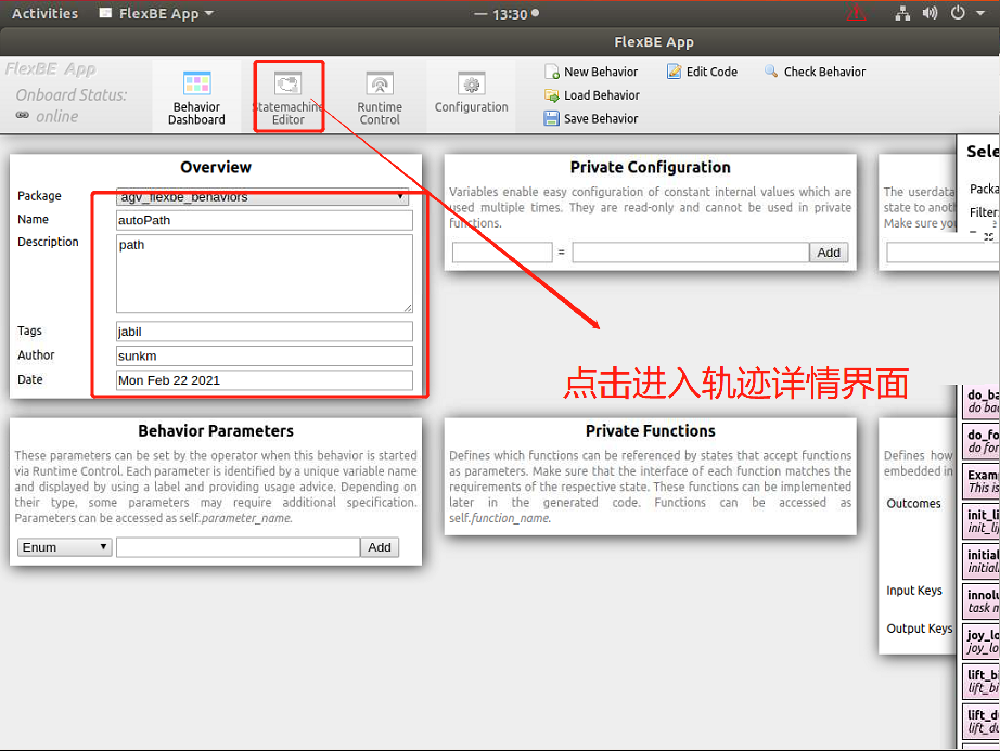 Activities
FlexBE App
13:30
FlexBE App
FlexBE App
Onboard Status:
online
Behavior
Dashboard
Statemachine
Editor
Runtime
Control
Configuration
New Behavior
Edit Code
Check Behavior
Load Behavior
Save Behavior
Overview
Package
agv_flexbe_behaviors
Name
autoPath
Description
path
Tags
jabil
Author
sunkm
Date
Mon Feb 22 2021
Private Configuration
Variables enable easy configuration of constant internal values which are
used multiple times. They are read-only and cannot be used in private
functions.
=
Add
The userdata
state to anot
Make sure yo
Sele
Packa
Filter
点击进入轨迹详情界面
Behavior Parameters
These parameters can be set by the operator when this behavior is started
via Runtime Control. Each parameter is identified by a unique variable name
and displayed by using a label and providing usage advice. Depending on
their type, some parameters may require additional specification.
Parameters can be accessed as self.parameter_name.
Enum
Add
Private Functions
Defines which functions can be referenced by states that accept functions
as parameters. Make sure that the interface of each function matches the
requirements of the respective state. These functions can be implemented
later in the generated code. Functions can be accessed as
self.function_name.
Defines how
embedded in
Outcomes
Input Keys
Output Keys
do_ba
do bac
do_fo
do for
Exam
This is
init_li
init_li
initial
initial
innolu
task m
joy_lo
joy_lo
lift_bi
lift_bi
lift_d
lift_du